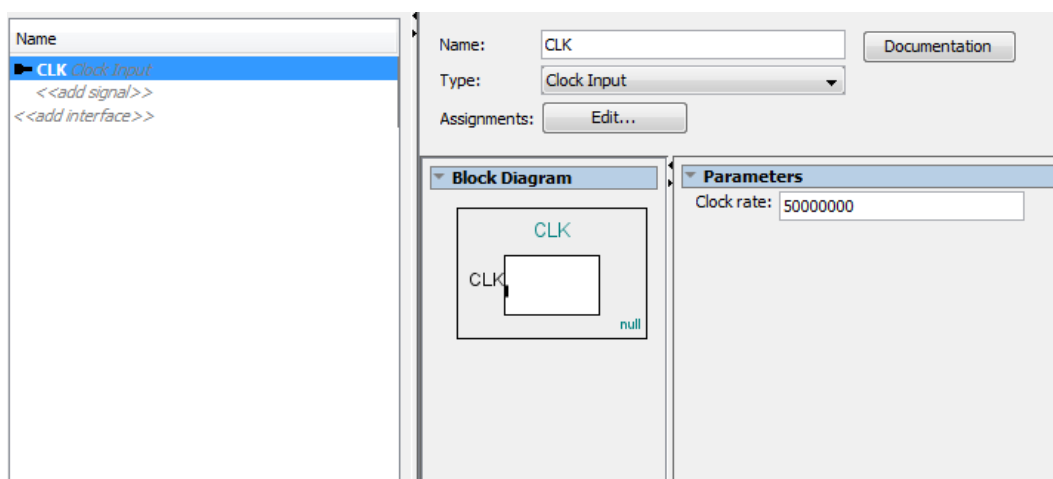 Name
CLK Clock Input
<<add signal>>
<<add interface>>
Name: CLK Documentation
Type: Clock Input
Assignments: Edit...
Block Diagram
CLK
CLK
null
Parameters
Clock rate: 50000000